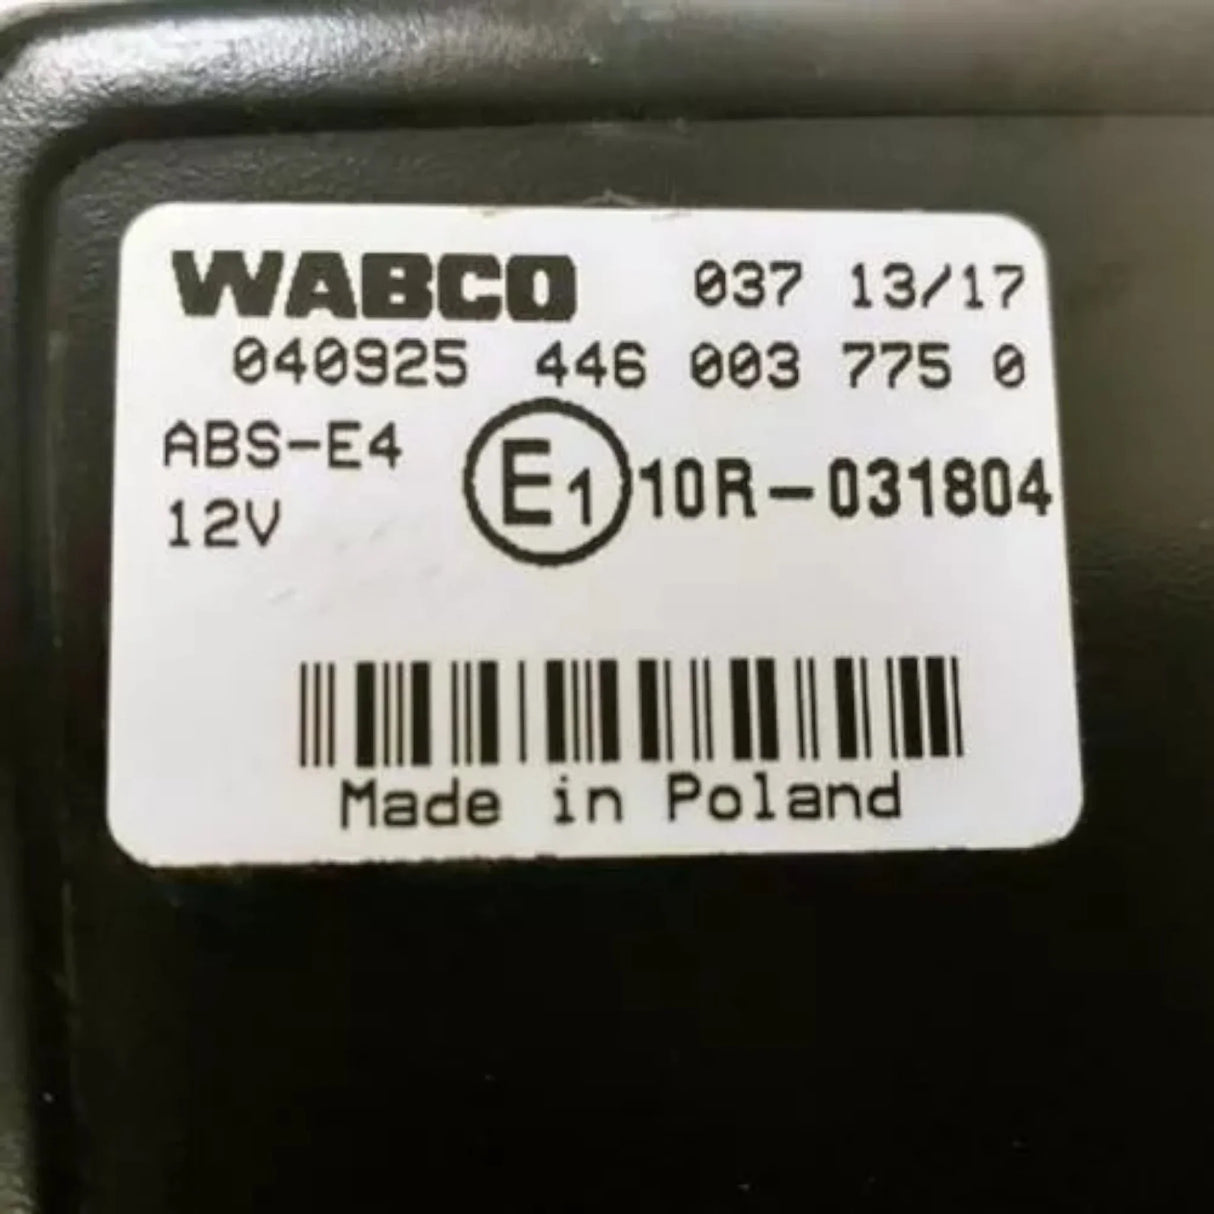 WABCO 037 13/17
040925 446 003 775 0
ABS-E4 E1 10R-031804
12V
Made in Poland